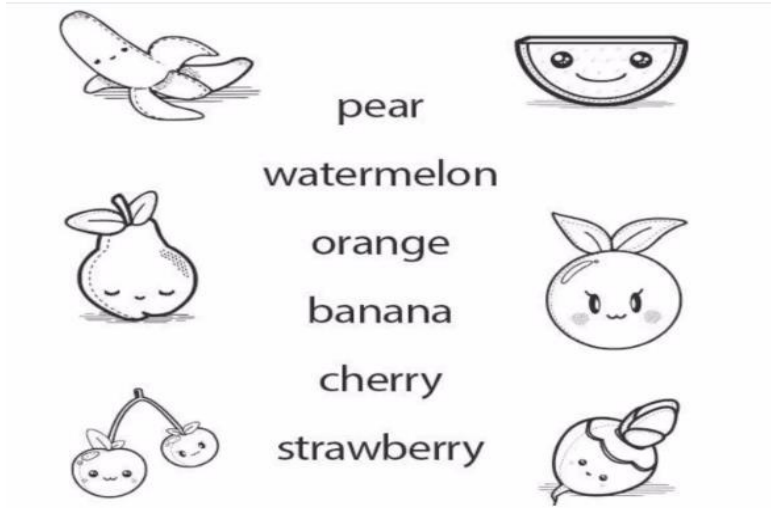 pear
watermelon
orange
banana
cherry
strawberry